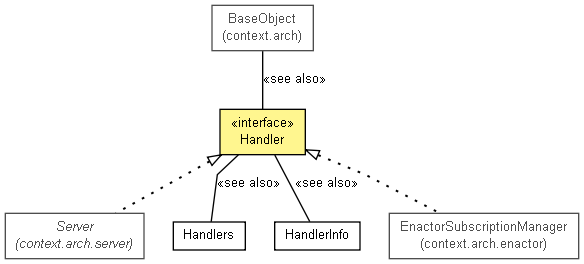 BaseObject
(context.arch)
«see also»
«interface»
Handler
«see also»
«see also»
Server
(context.arch.server)
Handlers
HandlerInfo
EnactorSubscriptionManager
(context.arch.enactor)